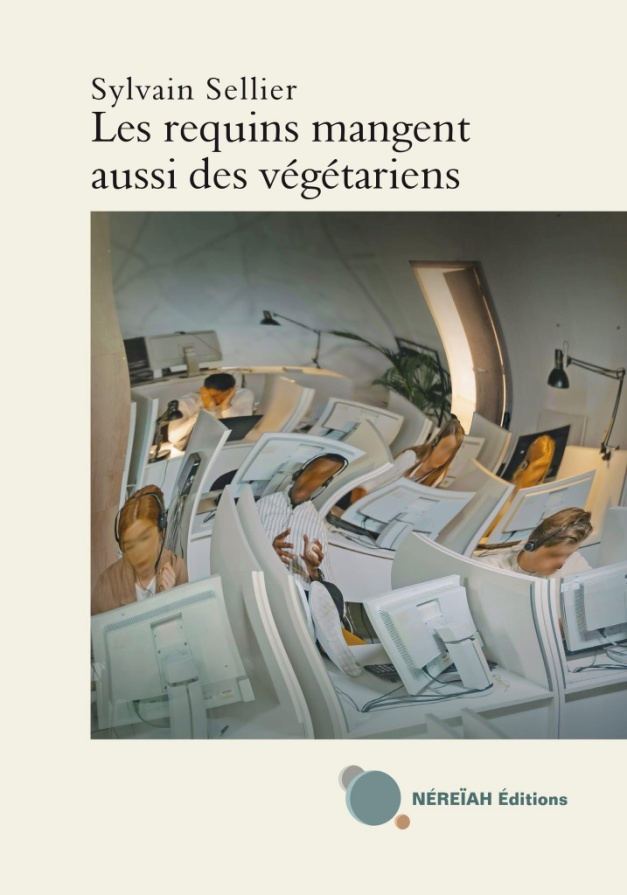 Sylvain Sellier
Les requins mangent
aussi des végétariens
NÉREÏAH Éditions